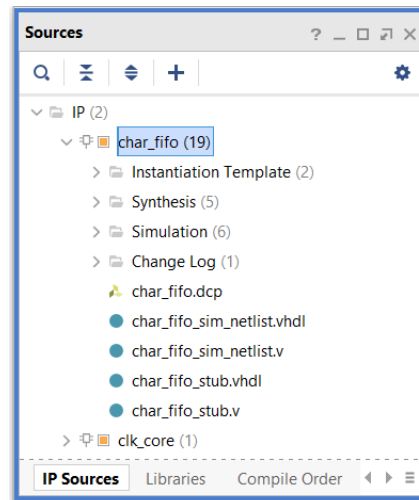 Sources
IP (2)
char_fifo (19)
Instantiation Template (2)
Synthesis (5)
Simulation (6)
Change Log (1)
char_fifo.dcp
char_fifo_sim_netlist.vhdl
char_fifo_sim_netlist.v
char_fifo_stub.vhdl
char_fifo_stub.v
clk_core (1)
IP Sources Libraries Compile Order